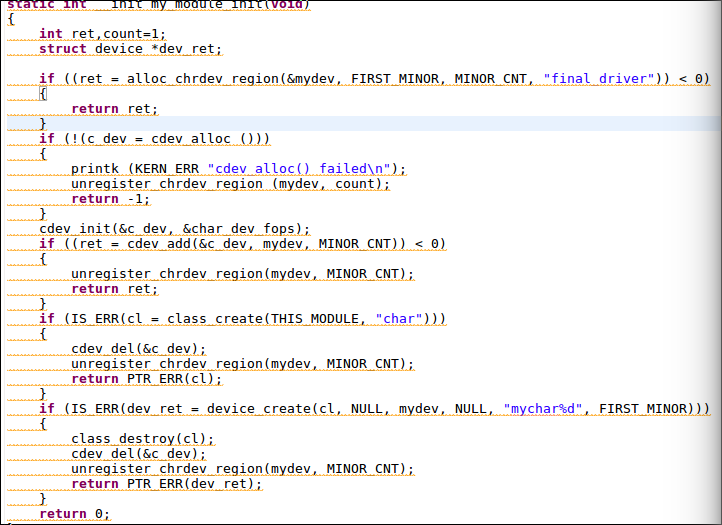 static int __init my_module_init(void)
{
    int ret,count=1;
    struct device *dev_ret;

    if ((ret = alloc_chrdev_region(&mydev, FIRST_MINOR, MINOR_CNT, "final_driver")) < 0)
    {
        return ret;
    }
    if (!(c_dev = cdev_alloc ()))
    {
        printk (KERN_ERR "cdev_alloc() failed\n");
        unregister_chrdev_region (mydev, count);
        return -1;
    }
    cdev_init(&c_dev, &char_dev_fops);
    if ((ret = cdev_add(&c_dev, mydev, MINOR_CNT)) < 0)
    {
        unregister_chrdev_region(mydev, MINOR_CNT);
        return ret;
    }
    if (IS_ERR(cl = class_create(THIS_MODULE, "char")))
    {
        cdev_del(&c_dev);
        unregister_chrdev_region(mydev, MINOR_CNT);
        return PTR_ERR(cl);
    }
    if (IS_ERR(dev_ret = device_create(cl, NULL, mydev, NULL, "mychar%d", FIRST_MINOR)))
    {
        class_destroy(cl);
        cdev_del(&c_dev);
        unregister_chrdev_region(mydev, MINOR_CNT);
        return PTR_ERR(dev_ret);
    }
    return 0;